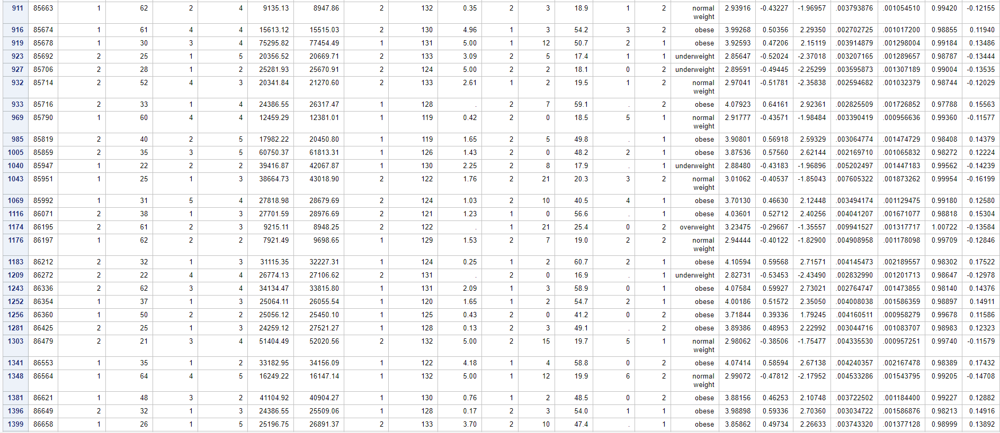 911 85663 1 62 2 4 9135.13 8947.86 2 132 0.35 2 3 18.9 1 2 normal 2.93916 -0.43227 -1.96957 .003793876 .001054510 0.99420 -0.12155
weight
916 85674 1 61 4 4 15613.12 15515.03 2 130 4.96 1 3 54.2 3 2 obese 3.99268 0.50356 2.29350 .002702725 .001017200 0.98855 0.11940
919 85678 1 30 3 4 75295.82 77454.49 1 131 5.00 1 12 50.7 2 1 obese 3.92593 0.47206 2.15119 .003914879 .001298004 0.99184 0.13486
923 85692 2 25 1 5 20356.52 20669.71 2 133 3.09 2 5 17.4 1 1 underweight 2.85647 -0.52024 -2.37018 .003207165 .001289657 0.98787 -0.13444
927 85706 2 28 1 2 25281.93 25670.91 2 124 5.00 2 2 18.1 0 2 underweight 2.89591 -0.49445 -2.25299 .003595873 .001307189 0.99004 -0.13535
932 85714 2 52 4 3 20341.84 21270.60 2 133 2.61 1 2 19.5 1 2 normal 2.97041 -0.51781 -2.35838 .002594682 .001032379 0.98744 -0.12029
weight
933 85716 2 33 1 4 24386.55 26317.47 1 128 . 2 7 59.1 . 2 obese 4.07923 0.64161 2.92361 .002825509 .001726852 0.97788 0.15563
969 85790 1 60 4 4 12459.29 12381.01 1 119 0.42 2 0 18.5 5 1 normal 2.91777 -0.43571 -1.98484 .003390419 .000956636 0.99360 -0.11577
weight
985 85819 2 40 2 5 17982.22 20450.80 1 119 1.65 2 5 49.8 . 1 obese 3.90801 0.56918 2.59329 .003064774 .001474729 0.98408 0.14379
1005 85859 2 35 3 5 60750.37 61813.31 1 126 1.43 2 0 48.2 2 1 obese 3.87536 0.57560 2.62144 .002169710 .001065832 0.98272 0.12224
1040 85947 1 22 2 2 39416.87 42067.87 1 130 2.25 2 8 17.9 . 1 underweight 2.88480 -0.43183 -1.96896 .005202497 .001447183 0.99562 -0.14239
1043 85951 1 25 1 3 38664.73 43018.90 2 122 1.76 2 21 20.3 3 2 normal 3.01062 -0.40537 -1.85043 .007605322 .001873262 0.99954 -0.16199
weight
1069 85992 1 31 5 4 27818.98 28679.69 2 124 1.03 2 10 40.5 4 1 obese 3.70130 0.46630 2.12448 .003494174 .001129475 0.99180 0.12580
1116 86071 2 38 1 3 27701.59 28976.69 2 121 1.23 1 0 56.6 . 1 obese 4.03601 0.52712 2.40256 .004041207 .001671077 0.98818 0.15304
1174 86195 2 61 2 3 9215.11 8948.25 2 122 . 1 21 25.4 0 2 overweight 3.23475 -0.29667 -1.35557 .009941527 .001317717 1.00722 -0.13584
1176 86197 1 62 2 2 7921.49 9698.65 1 129 1.53 2 7 19.0 2 2 normal 2.94444 -0.40122 -1.82900 .004908958 .001178098 0.99709 -0.12846
weight
1183 86212 2 32 1 3 31115.35 32227.31 1 124 0.25 1 2 60.7 2 1 obese 4.10594 0.59568 2.71571 .004145473 .002189557 0.98302 0.17522
1209 86272 2 22 4 4 26774.13 27106.62 2 131 . 2 0 16.9 . 1 underweight 2.82731 -0.53453 -2.43490 .002832990 .001201713 0.98647 -0.12978
1243 86336 2 62 3 4 34134.47 33815.80 1 131 2.09 1 3 58.9 0 1 obese 4.07584 0.59927 2.73021 .002764747 .001473855 0.98140 0.14376
1252 86354 1 37 1 3 25064.11 26055.54 1 120 1.65 1 2 54.7 2 1 obese 4.00186 0.51572 2.35050 .004008038 .001586359 0.98897 0.14911
1256 86360 1 50 2 2 25056.12 25450.10 1 125 0.43 2 0 41.2 0 2 obese 3.71844 0.39336 1.79245 .004160511 .000958279 0.99678 0.11586
1281 86425 2 25 1 3 24259.12 27521.27 1 128 0.13 2 3 49.1 . 2 obese 3.89386 0.48953 2.22992 .003044716 .001083707 0.98983 0.12323
1303 86479 2 21 3 4 51404.49 52020.56 2 132 5.00 2 15 19.7 5 1 normal 2.98062 -0.38506 -1.75477 .004335530 .000957251 0.99740 -0.11579
weight
1341 86553 1 35 1 2 33182.95 34156.09 1 122 4.18 1 4 58.8 0 2 obese 4.07414 0.58594 2.67138 .004240357 .002167478 0.98389 0.17432
1348 86564 1 64 4 5 16249.22 16147.14 1 132 5.00 1 12 19.9 6 2 normal 2.99072 -0.47812 -2.17952 .004533286 .001543795 0.99205 -0.14708
weight
1381 86621 1 48 3 2 41104.92 40904.27 1 130 0.76 1 2 48.5 0 2 obese 3.88156 0.46253 2.10748 .003722502 .001184400 0.99227 0.12882
1396 86649 2 32 1 3 24386.55 25509.06 1 128 0.17 2 3 54.0 1 1 obese 3.98898 0.59336 2.70360 .003034722 .001586876 0.98213 0.14916
1399 86658 1 26 1 5 25196.75 26891.37 2 133 3.70 2 10 47.4 . 1 obese 3.85862 0.49734 2.26633 .003743320 .001377128 0.98999 0.13892